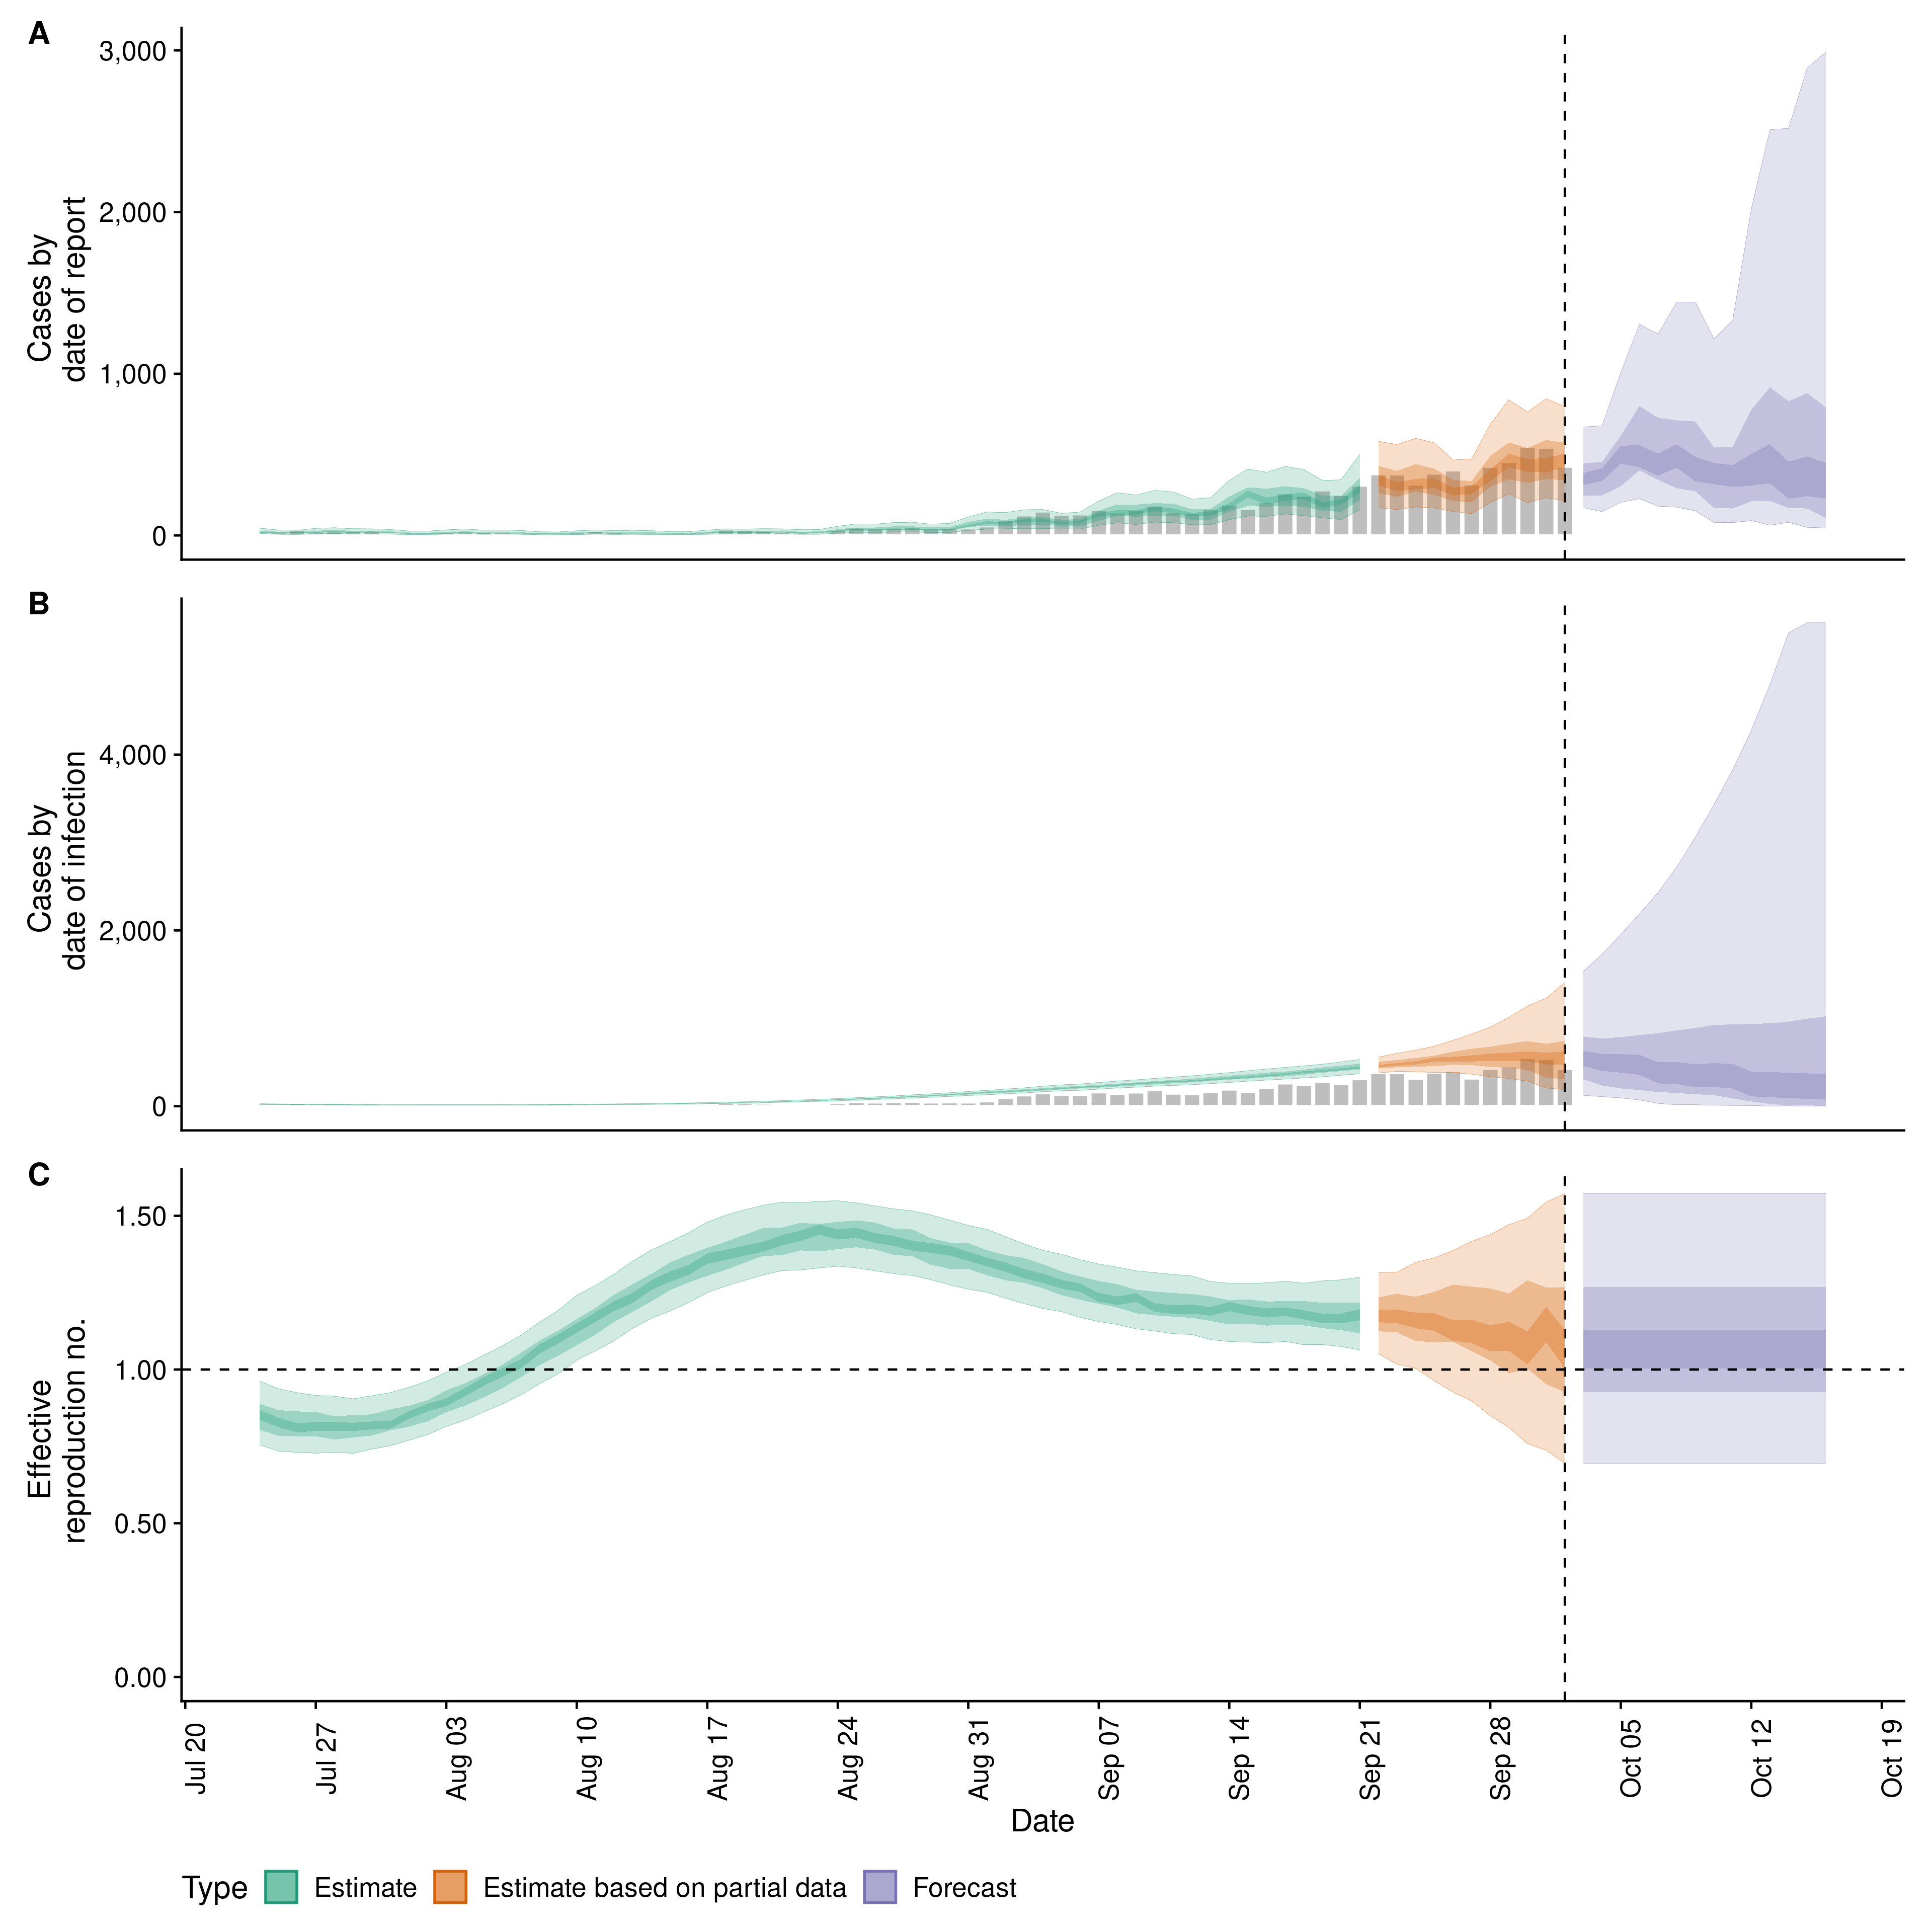 A
Cases by
date of report
3,000
2,000
1,000
0
B
Cases by
date of infection
4,000
2,000
0
C
Effective
reproduction no.
1.50
1.00
0.50
0.00
Jul 20
Jul 27
Aug 03
Aug 10
Aug 17
Aug 24
Aug 31
Sep 07
Sep 14
Sep 21
Sep 28
Oct 05
Oct 12
Oct 19
Date
Type Estimate Estimate based on partial data Forecast